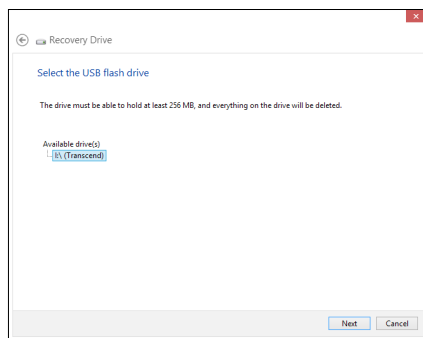 Recovery Drive
Select the USB flash drive
The drive must be able to hold at least 256 MB, and everything on the drive will be deleted.
Available drive(s)
I:\ (Transcend)
Next Cancel